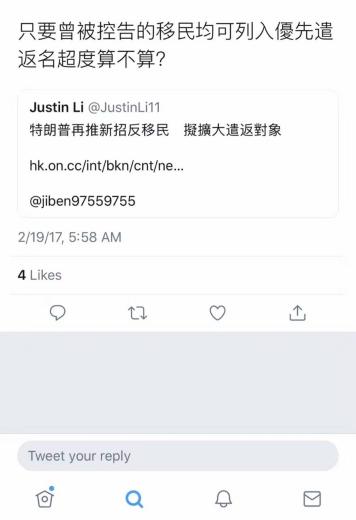 只要曾被控告的移民均可列入優先遣
返名超度算不算?
Justin Li @JustinLi11
特朗普再推新招反移民　擬擴大遣返對象
hk.on.cc/int/bkn/cnt/ne...
@jiben97559755
2/19/17, 5:58 AM
4 Likes
Tweet your reply